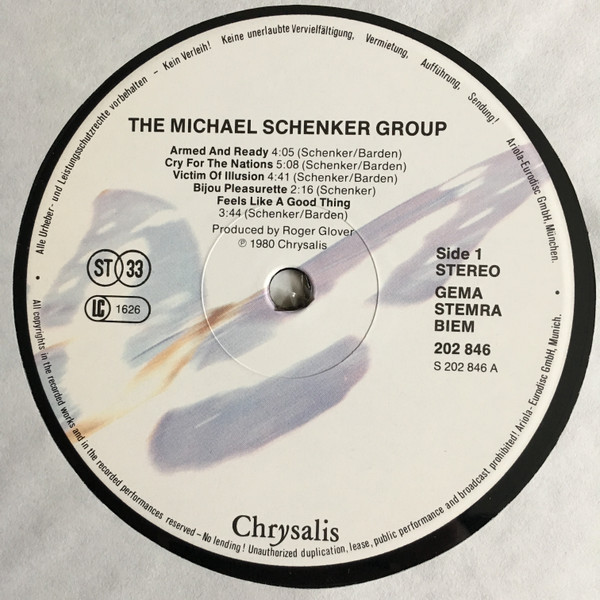 Alle Urheber- und Leistungsschutzrechte vorbehalten – Kein Verleih! Keine unerlaubte Vervielfältigung, Vermietung, Aufführung, Sendung! Ariola-Eurodisc GmbH, München.
THE MICHAEL SCHENKER GROUP
Armed And Ready 4:05 (Schenker/Barden)
Cry For The Nations 5:08 (Schenker/Barden)
Victim Of Illusion 4:41 (Schenker/Barden)
Bijou Pleasurette 2:16 (Schenker)
Feels Like A Good Thing
3:44 (Schenker/Barden)
Produced by Roger Glover
℗ 1980 Chrysalis
ST 33
LC 1626
Side 1
STEREO
GEMA
STEMRA
BIEM
202 846
S 202 846 A
Chrysalis
All copyrights in the recorded works and in the recorded performances reserved – No lending! Unauthorized duplication, lease, public performance and broadcast prohibited! Ariola-Eurodisc GmbH, Munich.